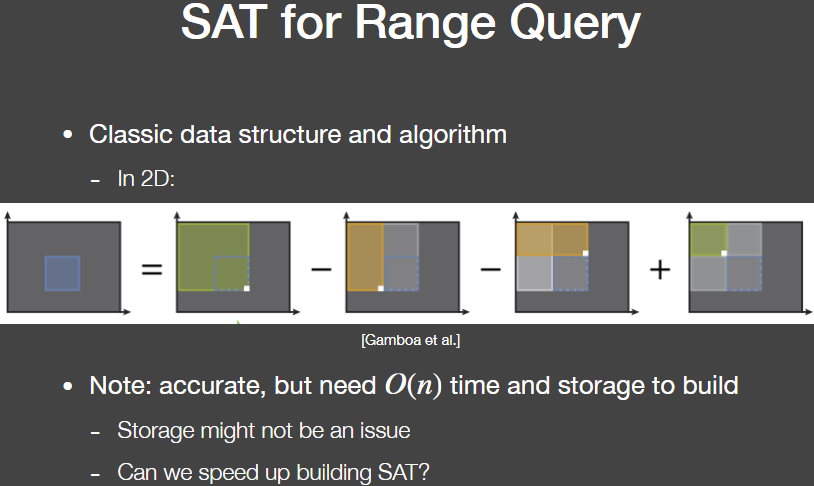 SAT for Range Query
• Classic data structure and algorithm
- In 2D:
= − − +
[Gamboa et al.]
• Note: accurate, but need O(n) time and storage to build
- Storage might not be an issue
- Can we speed up building SAT?